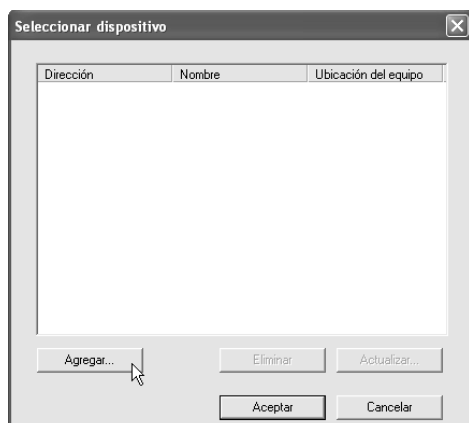 Seleccionar dispositivo
Dirección Nombre Ubicación del equipo
Agregar... Eliminar Actualizar...
Aceptar Cancelar